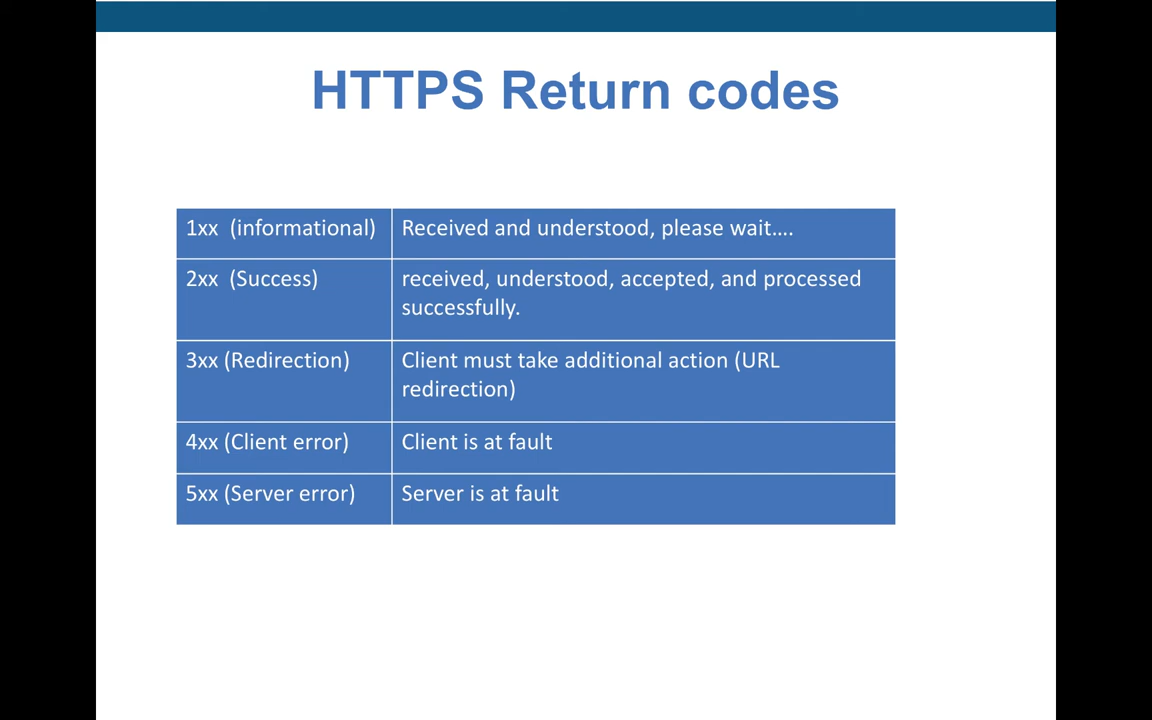 HTTPS Return codes
1xx  (informational)
Received and understood, please wait….
2xx  (Success)
received, understood, accepted, and processed
successfully.
3xx (Redirection)
Client must take additional action (URL
redirection)
4xx (Client error)
Client is at fault
5xx (Server error)
Server is at fault